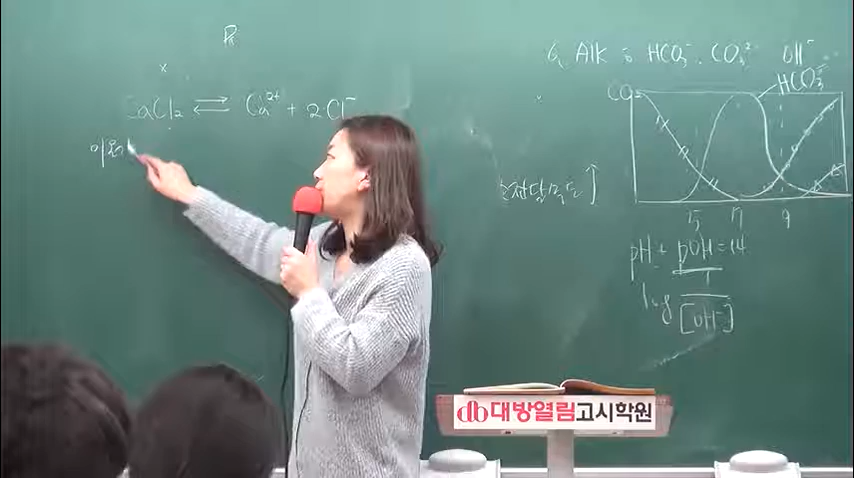 CaCl₂ ⇌ Ca²⁺ + 2Cl⁻
Alk : HCO₃⁻. CO₃²⁻ OH⁻
CO₂
HCO₃⁻
5 7 9
pH + pOH = 14
log 1/[OH⁻]
대방열림고시학원